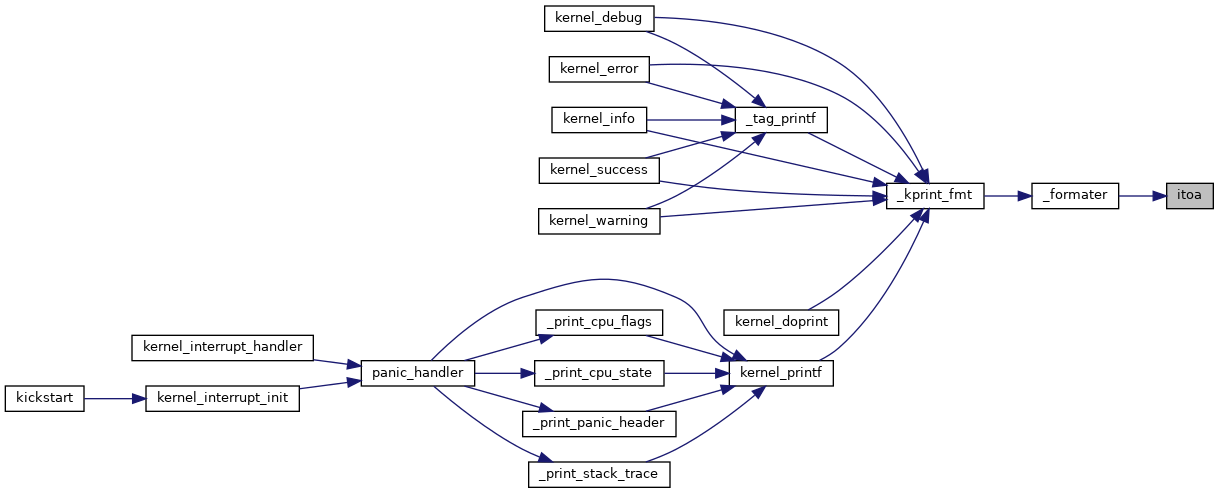 kernel_debug
kernel_error
kernel_info
_tag_printf
kernel_success
_kprint_fmt
_formater
itoa
kernel_warning
kernel_doprint
_print_cpu_flags
kernel_interrupt_handler
panic_handler
_print_cpu_state
kernel_printf
kickstart
kernel_interrupt_init
_print_panic_header
_print_stack_trace